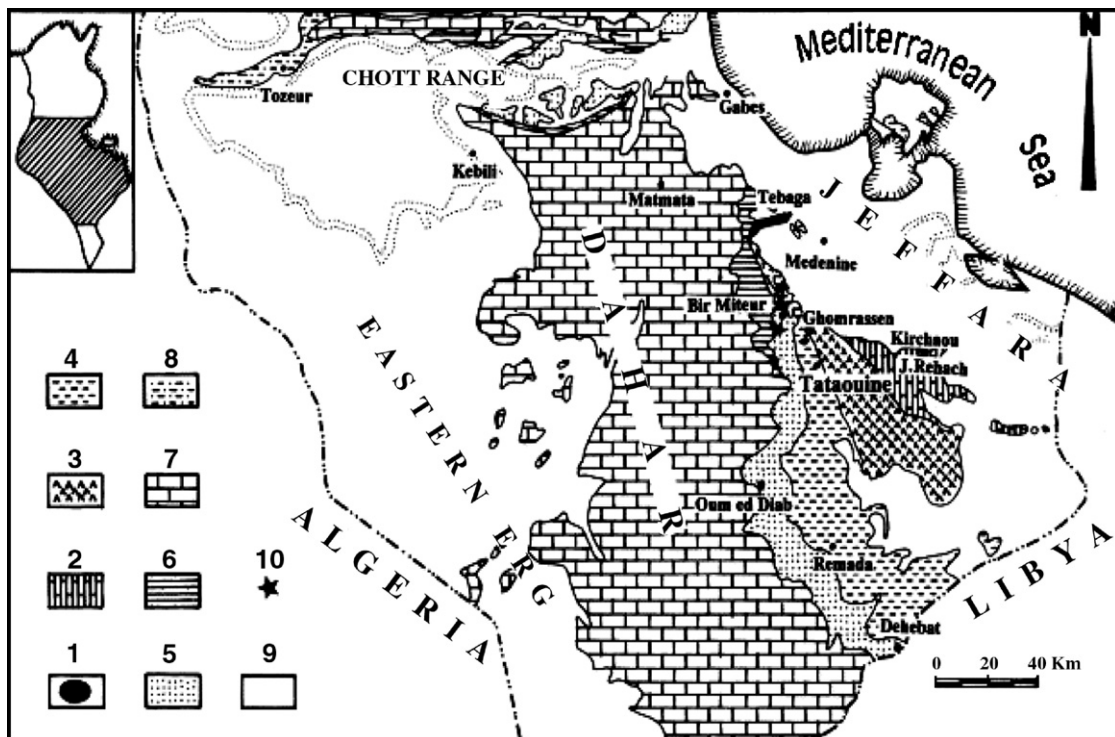 N
Mediterranean
Sea
CHOTT RANGE
Tozeur
Gabes
Kebili
Matmata
Tebaga
JEFFARA
Medenine
DAHAR
Bir Miteur
Ghomrassen
Kirchaou
J.Rehach
Tataouine
EASTERN ERG
Oum ed Diab
ALGERIA
Remada
LIBYA
Dehebat
4 8
3 7
2 6 10
1 5 9
0 20 40 Km